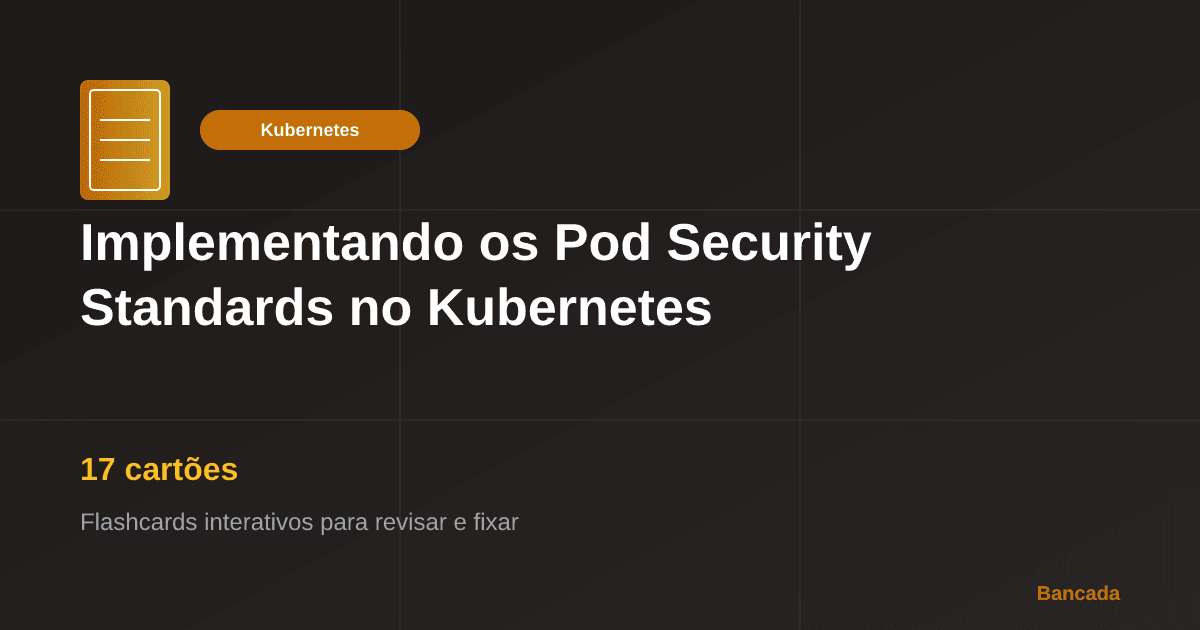 Kubernetes
Implementando os Pod Security
Standards no Kubernetes
17 cartões
Flashcards interativos para revisar e fixar
Bancada